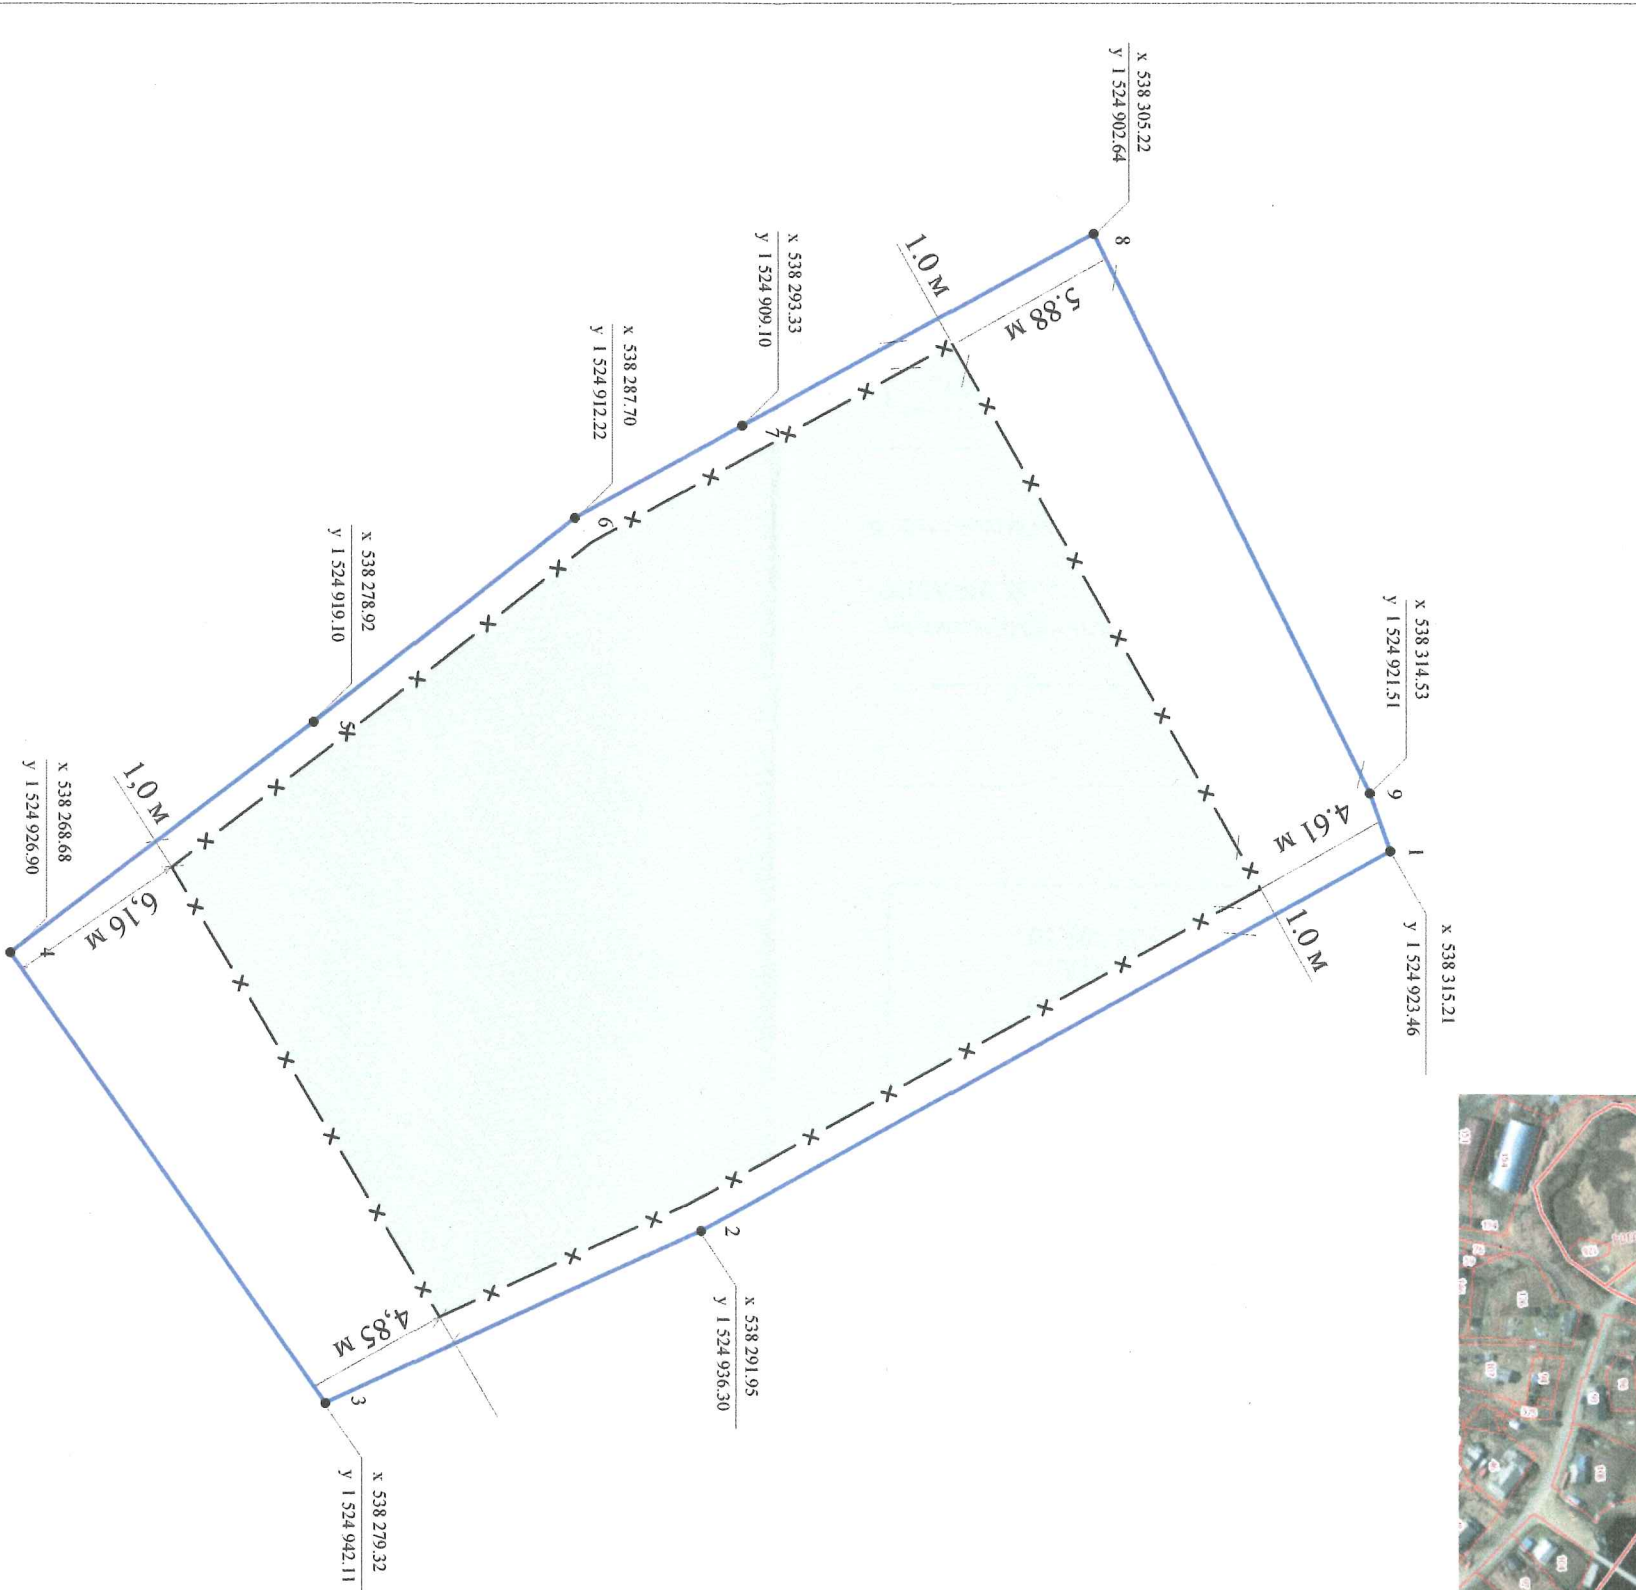 x 538 305.22
y 1 524 902.64
8
1.0 м
5.88 м
x 538 293.33
y 1 524 909.10
7
x 538 287.70
y 1 524 912.22
6
x 538 278.92
y 1 524 919.10
5
x 538 268.68
y 1 524 926.90
4
1,0 м
6,16 м
x 538 314.53
y 1 524 921.51
9
4.61 м
1
x 538 315.21
y 1 524 923.46
1.0 м
2
x 538 291.95
y 1 524 936.30
4,85 м
3
x 538 279.32
y 1 524 942.11